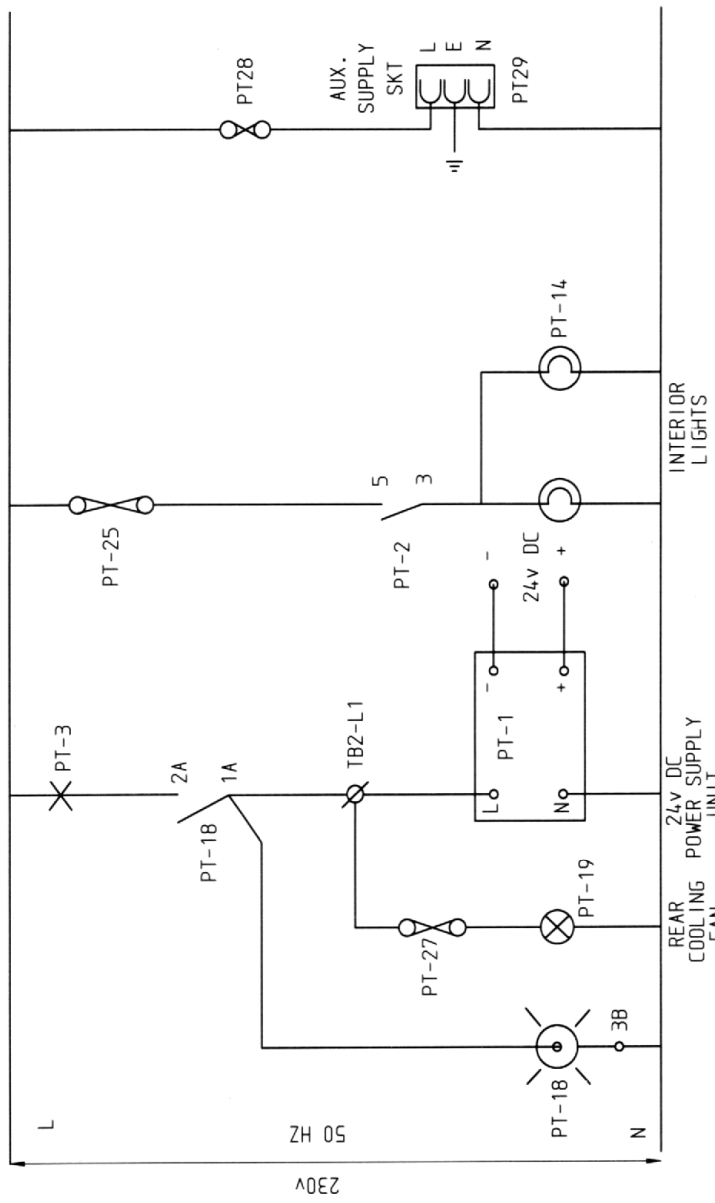 230v
50 HZ
L
N
PT-18
3B
PT-3
2A
PT-18
1A
TB2-L1
PT-27
PT-19
REAR
COOLING
FAN
L
-
PT-1
N
+
-
24v DC
+
24v DC
POWER SUPPLY
UNIT
PT-25
5
PT-2
3
PT-14
INTERIOR
LIGHTS
PT28
AUX.
SUPPLY
SKT
L
E
N
PT29